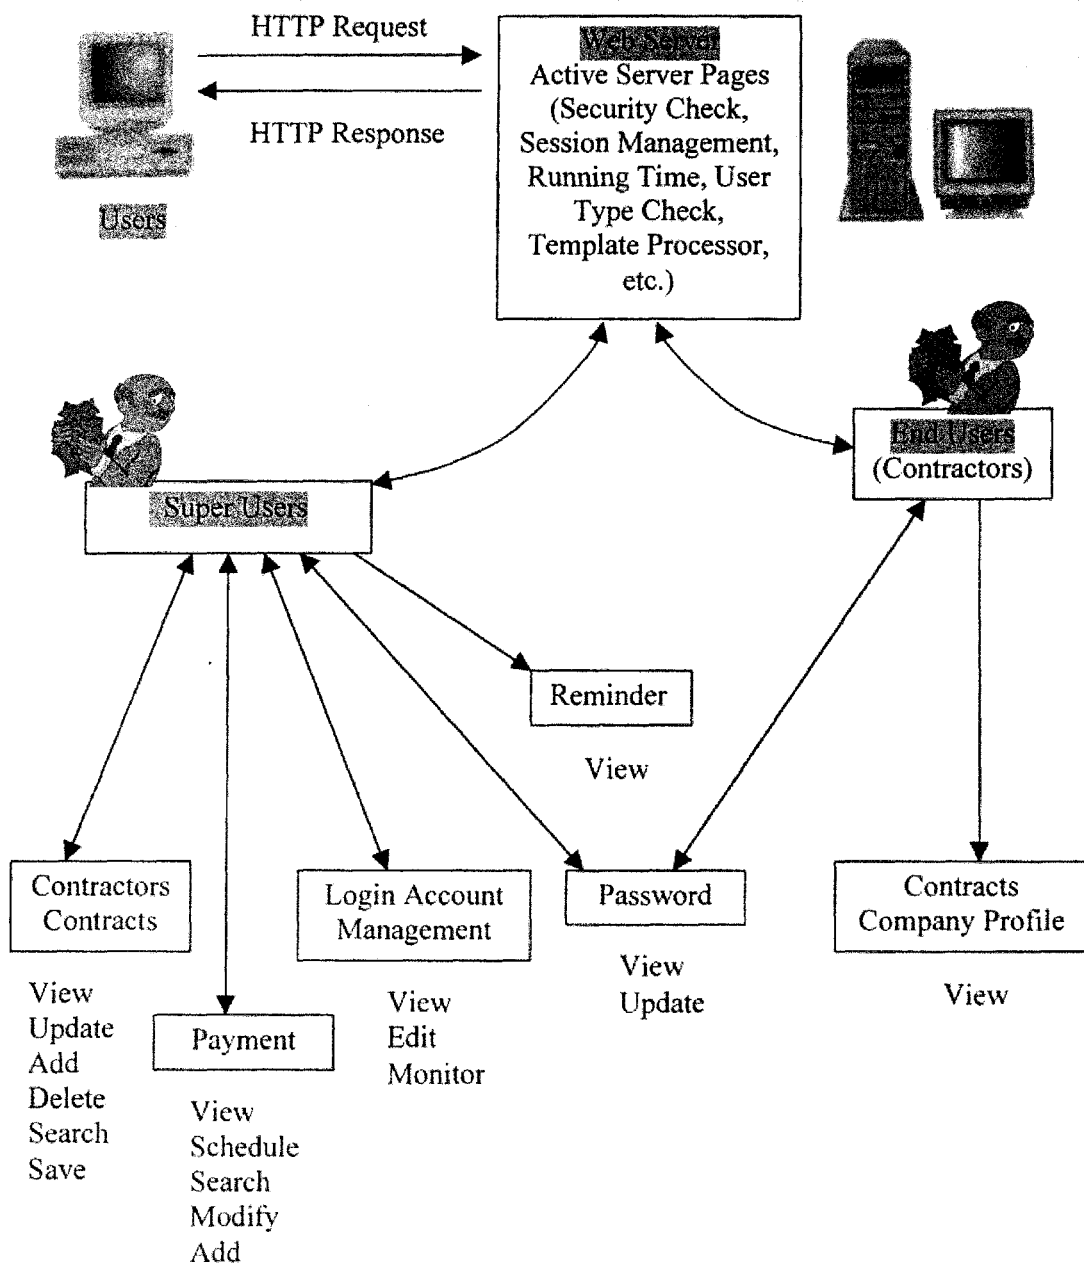 HTTP Request
HTTP Response
Users
Web Server
Active Server Pages
(Security Check,
Session Management,
Running Time, User
Type Check,
Template Processor,
etc.)
End Users
(Contractors)
Super Users
Reminder
View
Contractors
Contracts
View
Update
Add
Delete
Search
Save
Payment
View
Schedule
Search
Modify
Add
Login Account
Management
View
Edit
Monitor
Password
View
Update
Contracts
Company Profile
View